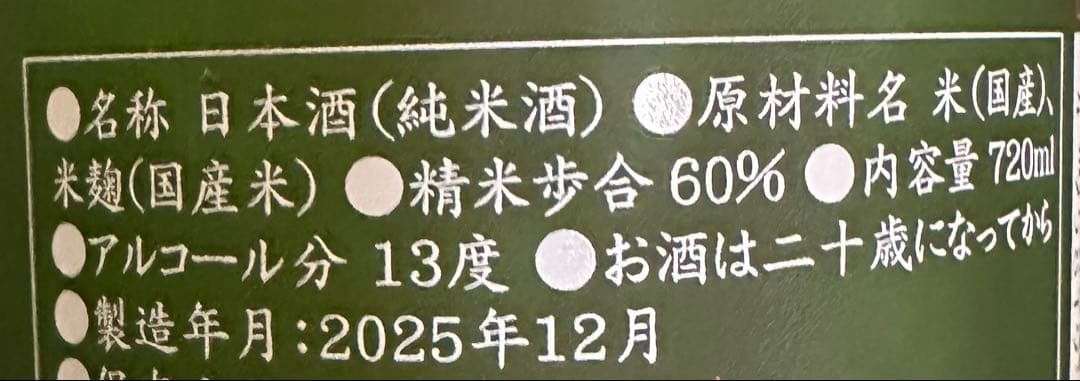 ●名称 日本酒(純米酒) ●原材料名 米(国産)、
米麹(国産米) ●精米歩合 60% ●内容量 720ml
●アルコール分 13度 ●お酒は二十歳になってから
●製造年月:2025年12月